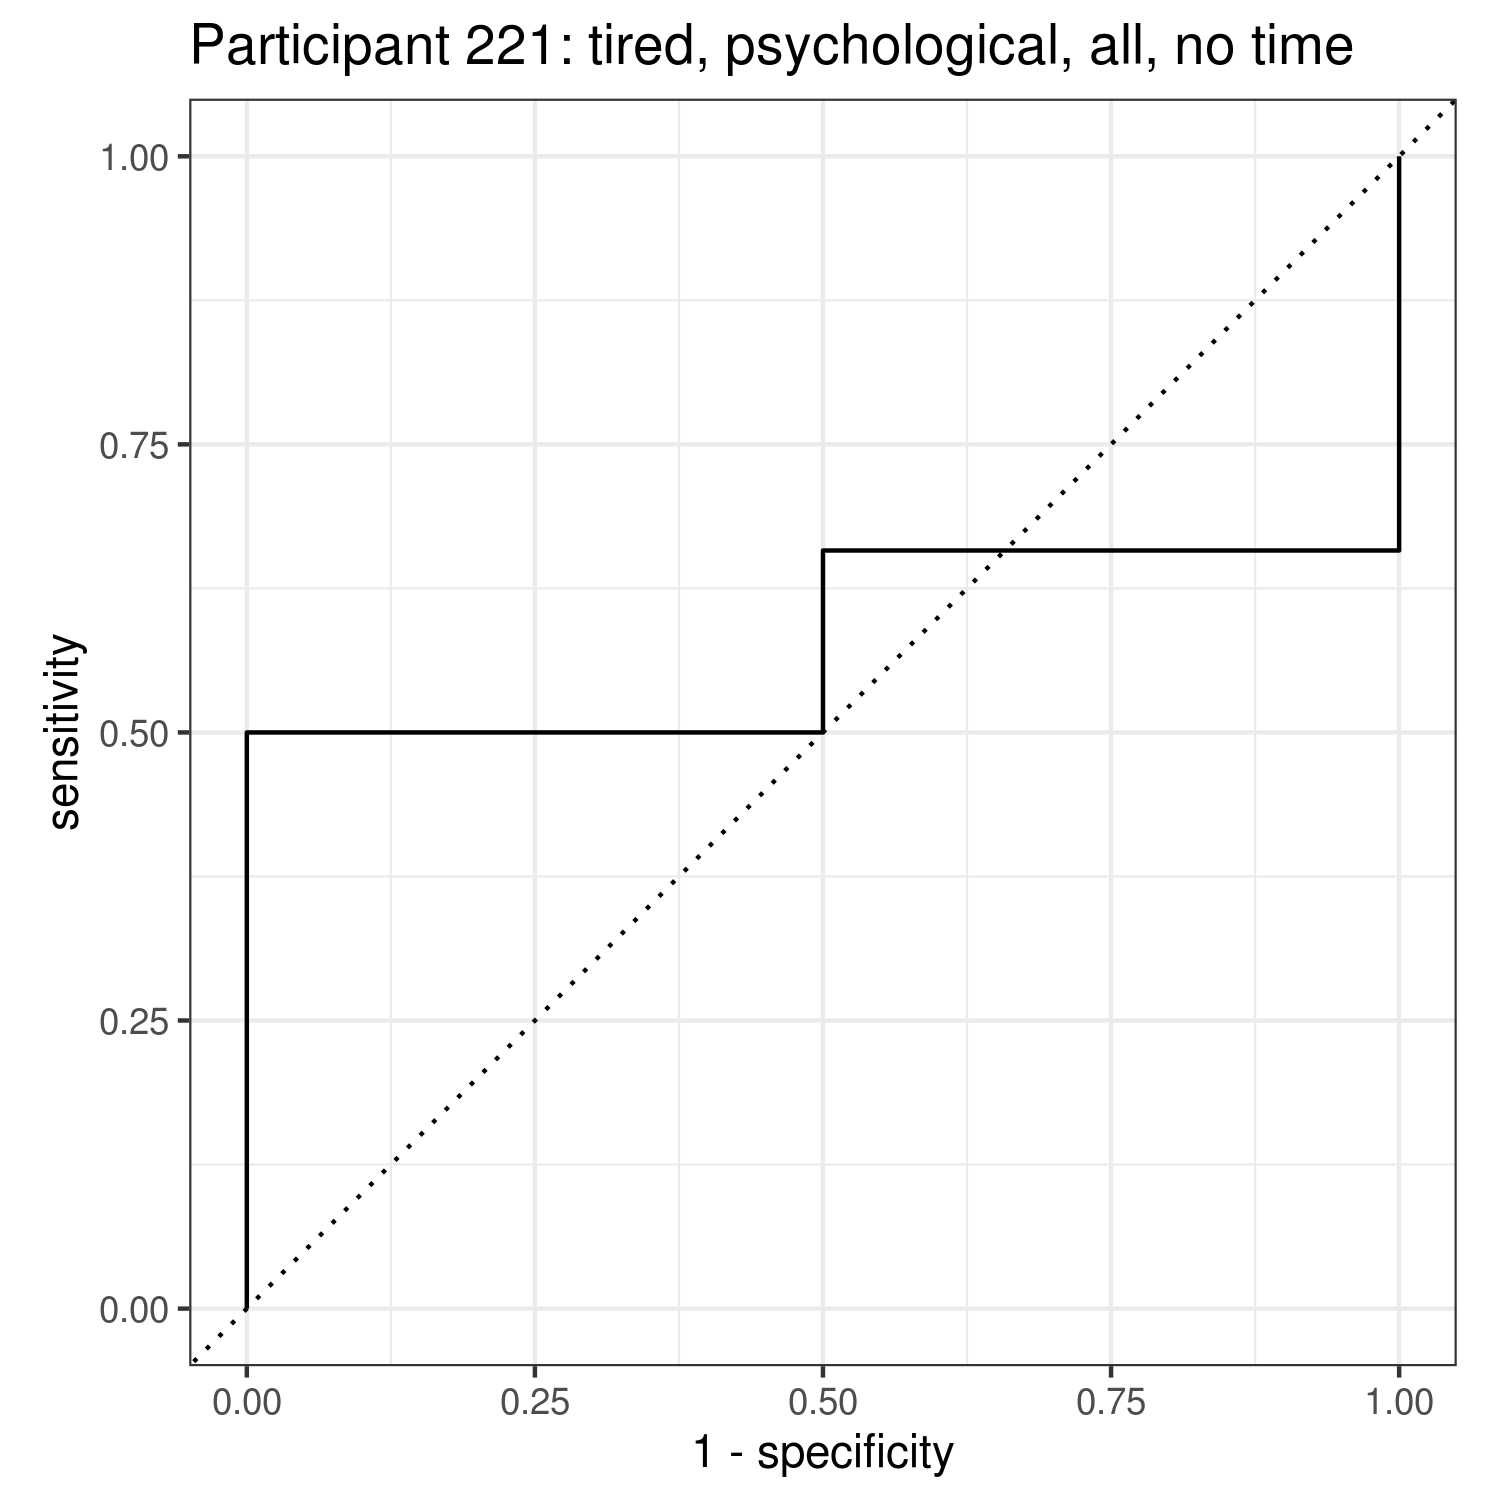 Participant 221: tired, psychological, all, no time
1.00
0.75
0.50
0.25
0.00
sensitivity
0.00 0.25 0.50 0.75 1.00
1 - specificity